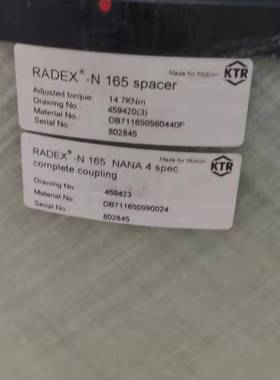 RADEX®-N 165 spacer
Made for Motion KTR
Adjusted torque: 14.7KNm
Drawing No.: 459420(3)
Material No.: DB711650560440F
Serial No. 802845
RADEX®-N 165 NANA 4 spec
complete coupling
Made for Motion KTR
Drawing No. 459423
Material No. DB711650990024
Serial No. 802845